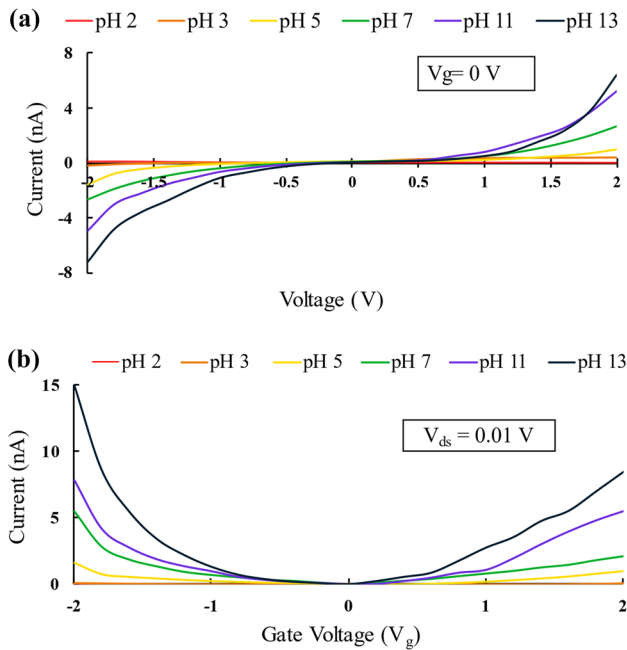 (a)
pH 2 pH 3 pH 5 pH 7 pH 11 pH 13
8
Vg= 0 V
4
Current (nA)
0
-2 -1.5 -1 -0.5 0 0.5 1 1.5 2
-4
-8
Voltage (V)
(b)
pH 2 pH 3 pH 5 pH 7 pH 11 pH 13
15
Vds = 0.01 V
10
Current (nA)
5
0
-2 -1 0 1 2
Gate Voltage (Vg)